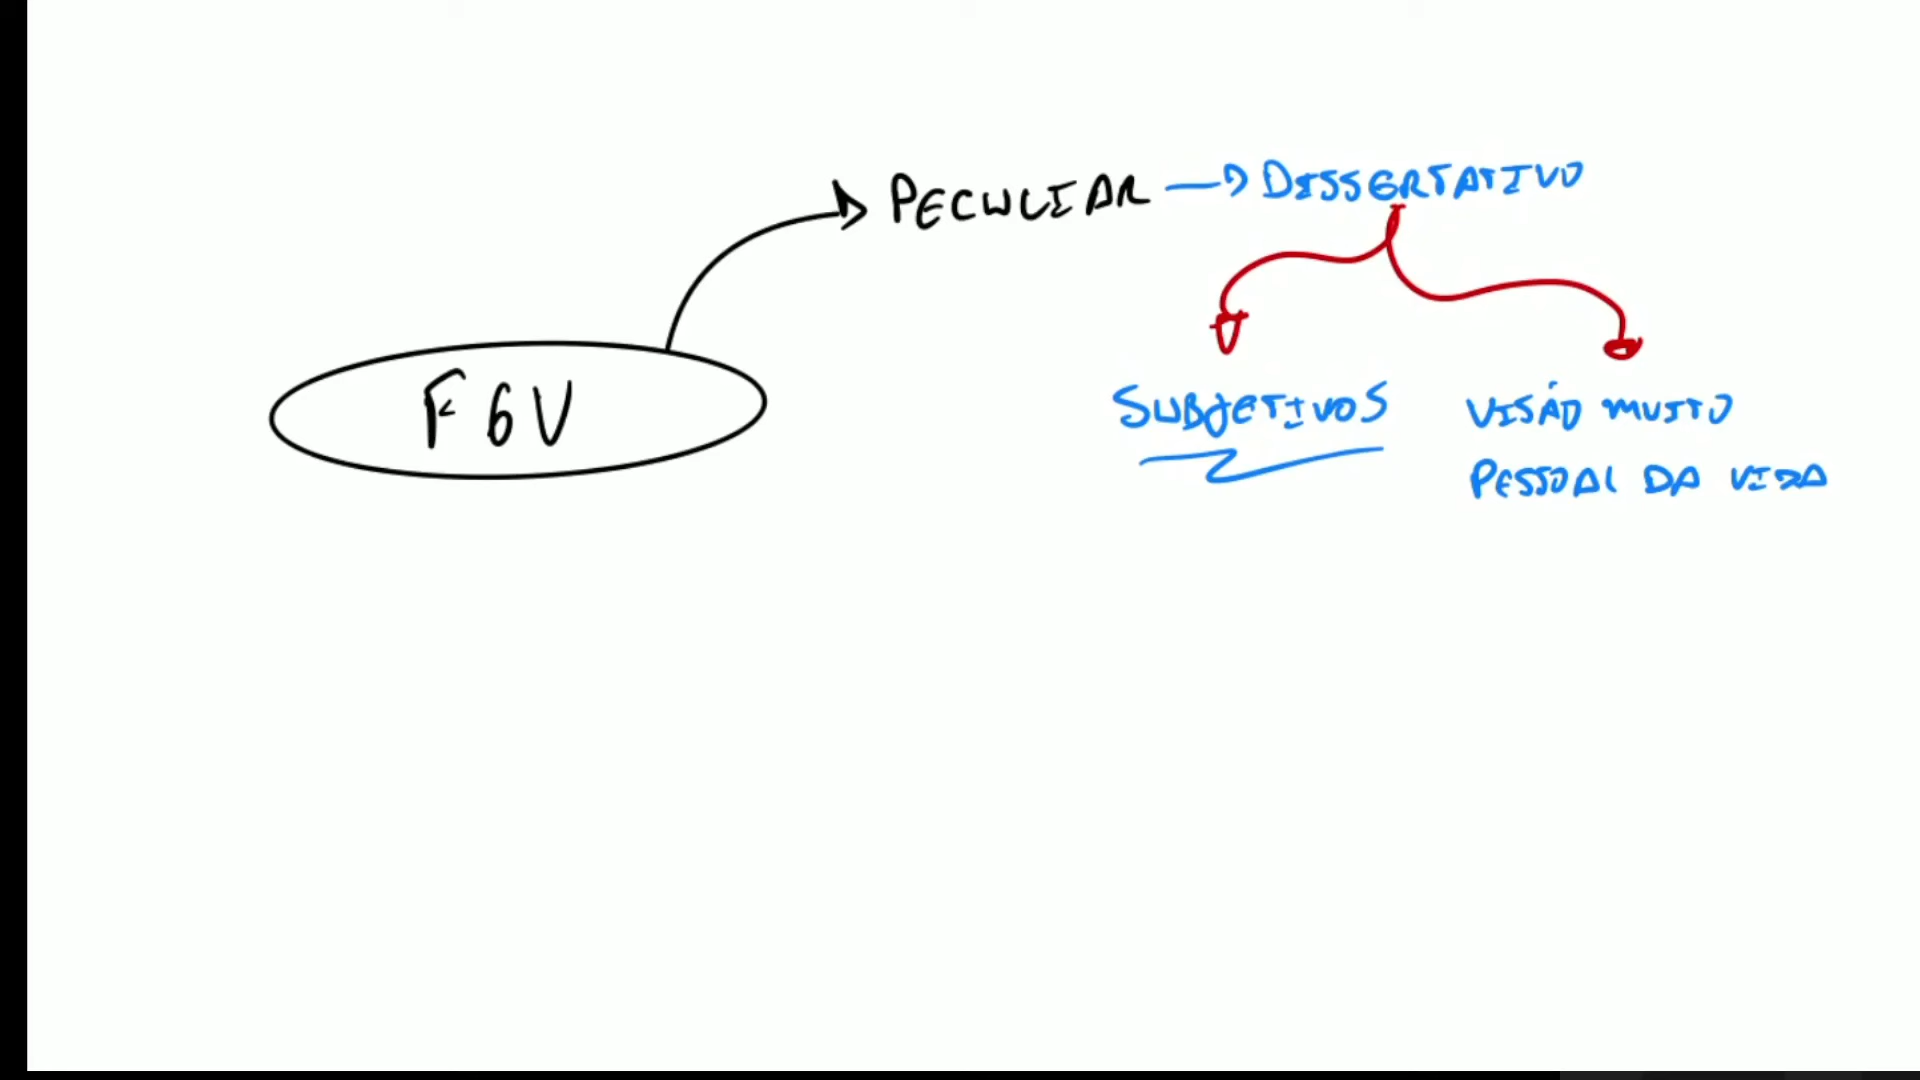 FGV
PECULIAR → DISSERTATIVO
SUBJETIVOS
VISÃO MUITO
PESSOAL DA VIDA